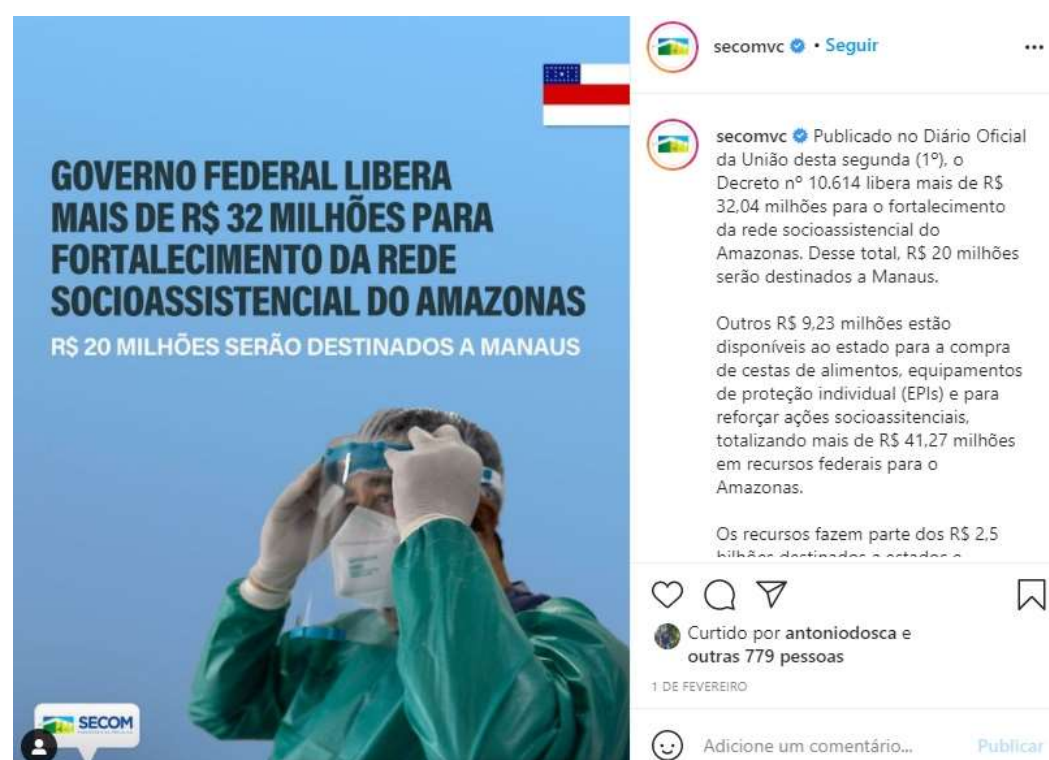 GOVERNO FEDERAL LIBERA
MAIS DE R$ 32 MILHÕES PARA
FORTALECIMENTO DA REDE
SOCIOASSISTENCIAL DO AMAZONAS
R$ 20 MILHÕES SERÃO DESTINADOS A MANAUS
SECOM
secomvc • Seguir
secomvc Publicado no Diário Oficial
da União desta segunda (1º), o
Decreto nº 10.614 libera mais de R$
32,04 milhões para o fortalecimento
da rede socioassistencial do
Amazonas. Desse total, R$ 20 milhões
serão destinados a Manaus.
Outros R$ 9,23 milhões estão
disponíveis ao estado para a compra
de cestas de alimentos, equipamentos
de proteção individual (EPIs) e para
reforçar ações socioassitenciais,
totalizando mais de R$ 41,27 milhões
em recursos federais para o
Amazonas.
Os recursos fazem parte dos R$ 2,5
bilhões destinados a estados e
Curtido por antoniodosca e
outras 779 pessoas
1 DE FEVEREIRO
Adicione um comentário...
Publicar